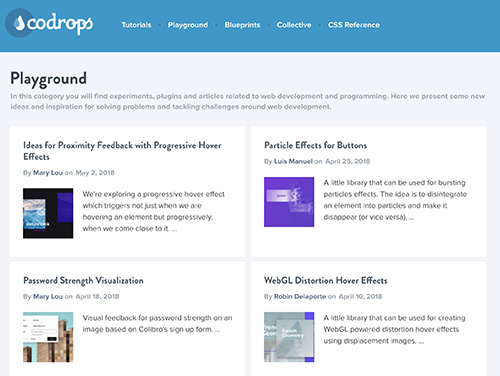 codrops
Tutorials Playground Blueprints Collective CSS Reference
Playground
In this category you will find experiments, plugins and articles related to web development and programming. Here we present some new
ideas and inspiration for solving problems and tackling challenges around web development.
Ideas for Proximity Feedback with Progressive Hover
Effects
By Mary Lou on May 2, 2018
We're exploring a progressive hover effect
which triggers not just when we are
hovering an element but progressively,
when we come close to it. ...
Particle Effects for Buttons
By Luis Manuel on April 25, 2018
A little library that can be used for bursting
particles effects. The idea is to disintegrate
an element into particles and make it
disappear (or vice versa). ...
Password Strength Visualization
By Mary Lou on April 18, 2018
Visual feedback for password strength on an
image based on Colibro's sign up form. ...
WebGL Distortion Hover Effects
By Robin Delaporte on April 10, 2018
A little library that can be used for creating
WebGL powered distortion hover effects
using displacement images. ...